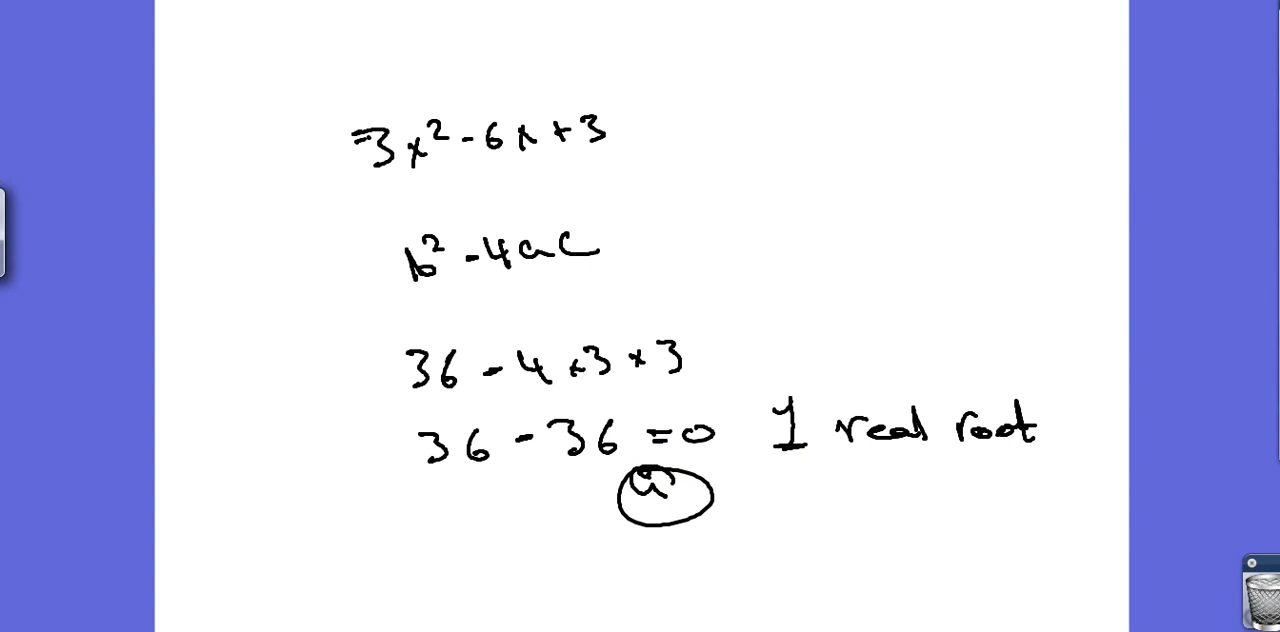 =3x² - 6x + 3
b² - 4ac
36 - 4 × 3 × 3
36 - 36 = 0 1 real root